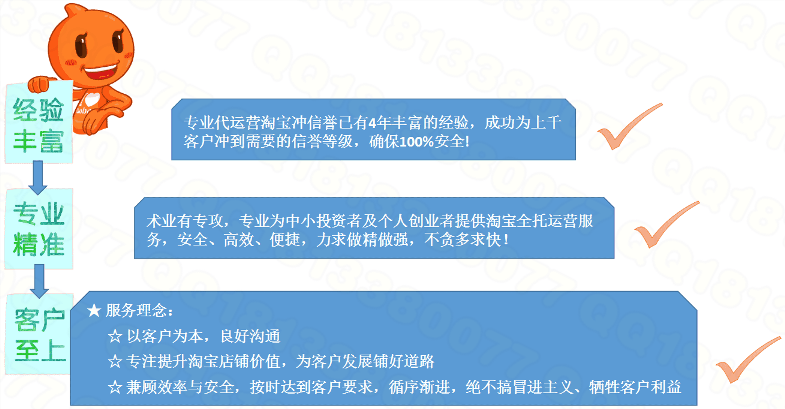 经验
丰富
专业代运营淘宝冲信誉已有4年丰富的经验，成功为上千
客户冲到需要的信誉等级，确保100%安全!
专业
精准
术业有专攻，专业为中小投资者及个人创业者提供淘宝全托运营服
务，安全、高效、便捷，力求做精做强，不贪多求快！
客户
至上
★ 服务理念：
☆ 以客户为本，良好沟通
☆ 专注提升淘宝店铺价值，为客户发展铺好道路
☆ 兼顾效率与安全，按时达到客户要求，循序渐进，绝不搞冒进主义、牺牲客户利益